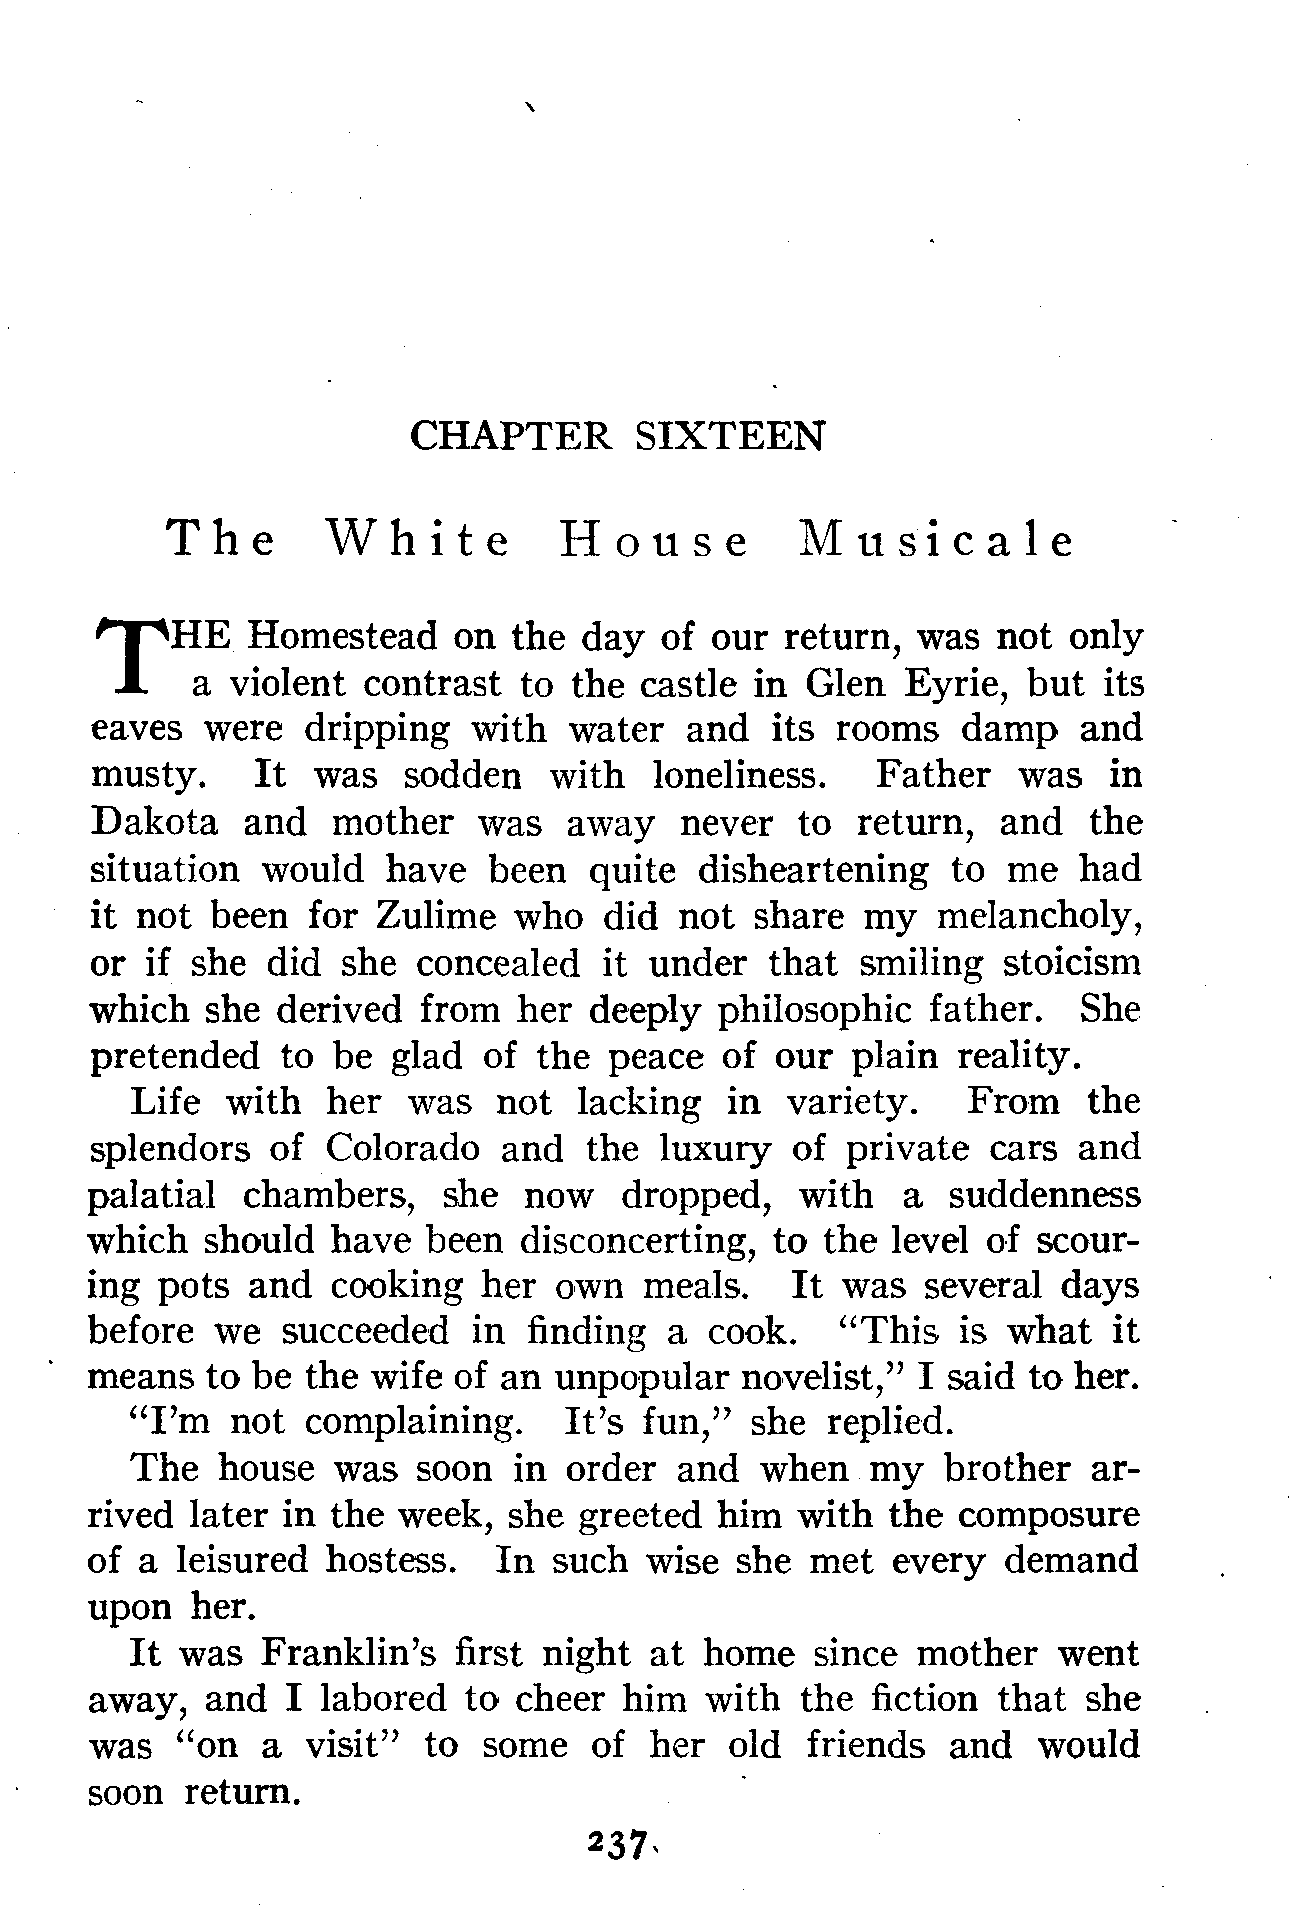 CHAPTER SIXTEEN
The White House Musicale
THE Homestead on the day of our return, was not only
a violent contrast to the castle in Glen Eyrie, but its
eaves were dripping with water and its rooms damp and
musty. It was sodden with loneliness. Father was in
Dakota and mother was away never to return, and the
situation would have been quite disheartening to me had
it not been for Zulime who did not share my melancholy,
or if she did she concealed it under that smiling stoicism
which she derived from her deeply philosophic father. She
pretended to be glad of the peace of our plain reality.
Life with her was not lacking in variety. From the
splendors of Colorado and the luxury of private cars and
palatial chambers, she now dropped, with a suddenness
which should have been disconcerting, to the level of scour-
ing pots and cooking her own meals. It was several days
before we succeeded in finding a cook. “This is what it
means to be the wife of an unpopular novelist,” I said to her.
“I’m not complaining. It’s fun,” she replied.
The house was soon in order and when my brother ar-
rived later in the week, she greeted him with the composure
of a leisured hostess. In such wise she met every demand
upon her.
It was Franklin’s first night at home since mother went
away, and I labored to cheer him with the fiction that she
was “on a visit” to some of her old friends and would
soon return.
237